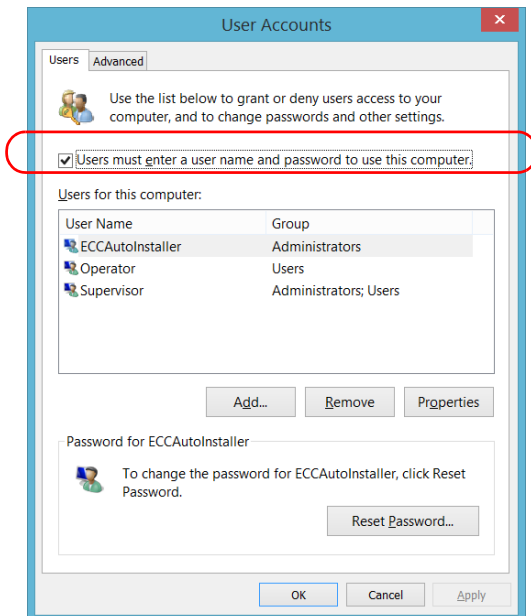 User Accounts
Users
Advanced
Use the list below to grant or deny users access to your
computer, and to change passwords and other settings.
Users must enter a user name and password to use this computer.
Users for this computer:
User Name Group
ECCAutoInstaller Administrators
Operator Users
Supervisor Administrators; Users
Add... Remove Properties
Password for ECCAutoInstaller
To change the password for ECCAutoInstaller, click Reset
Password.
Reset Password...
OK Cancel Apply